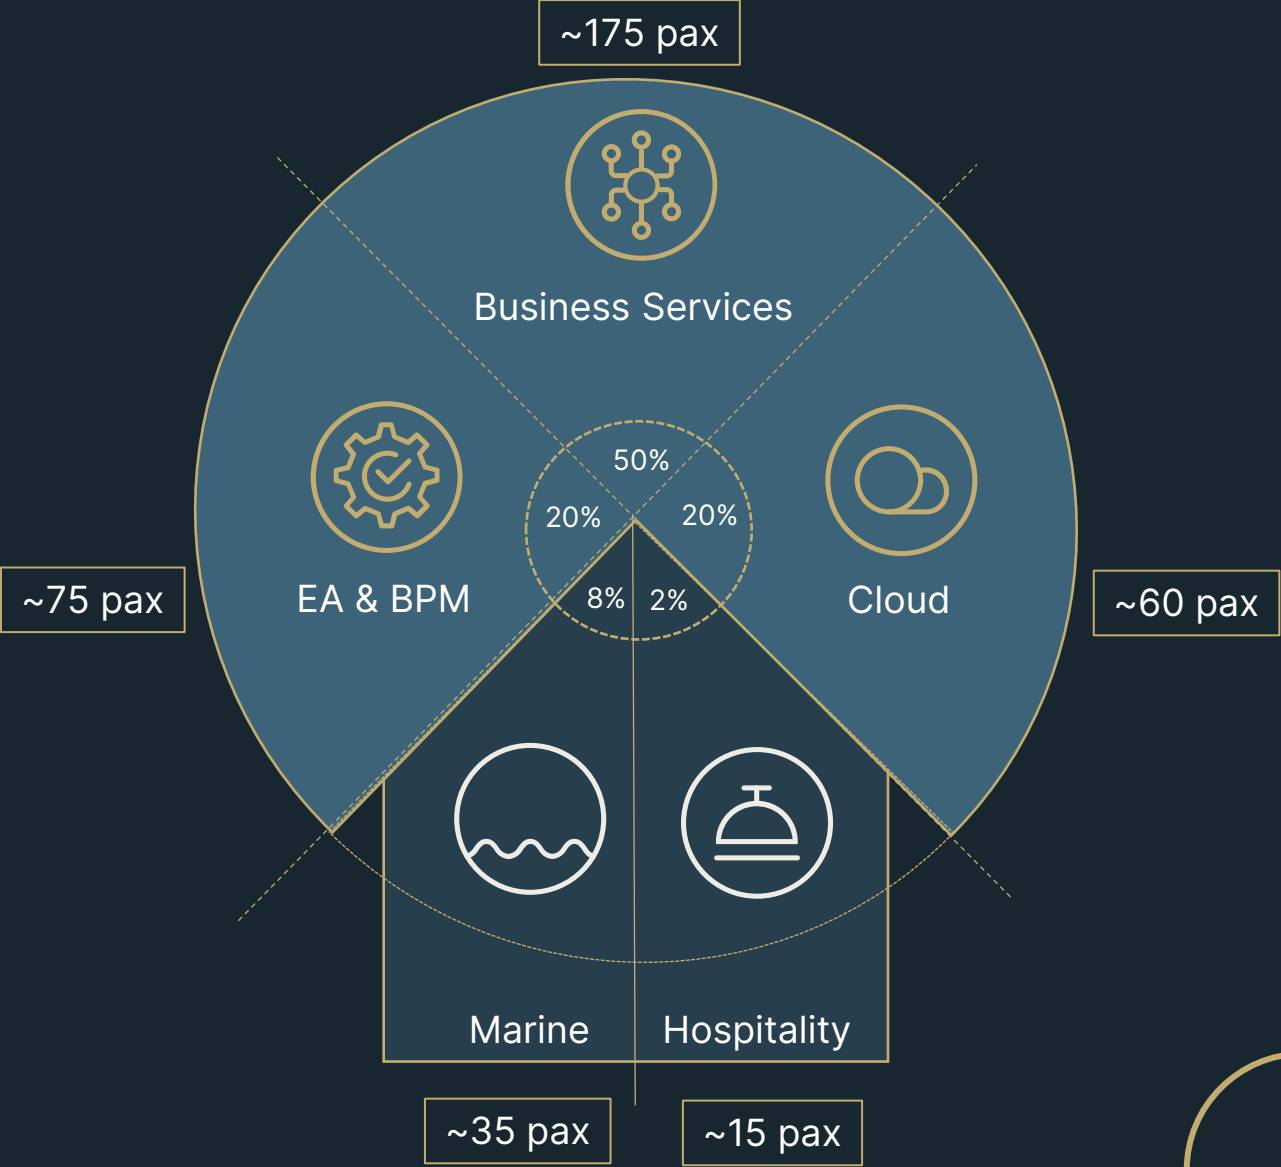 ~175 pax
Business Services
50%
20%
20%
EA & BPM
8%
2%
Cloud
~75 pax
~60 pax
Marine
Hospitality
~35 pax
~15 pax